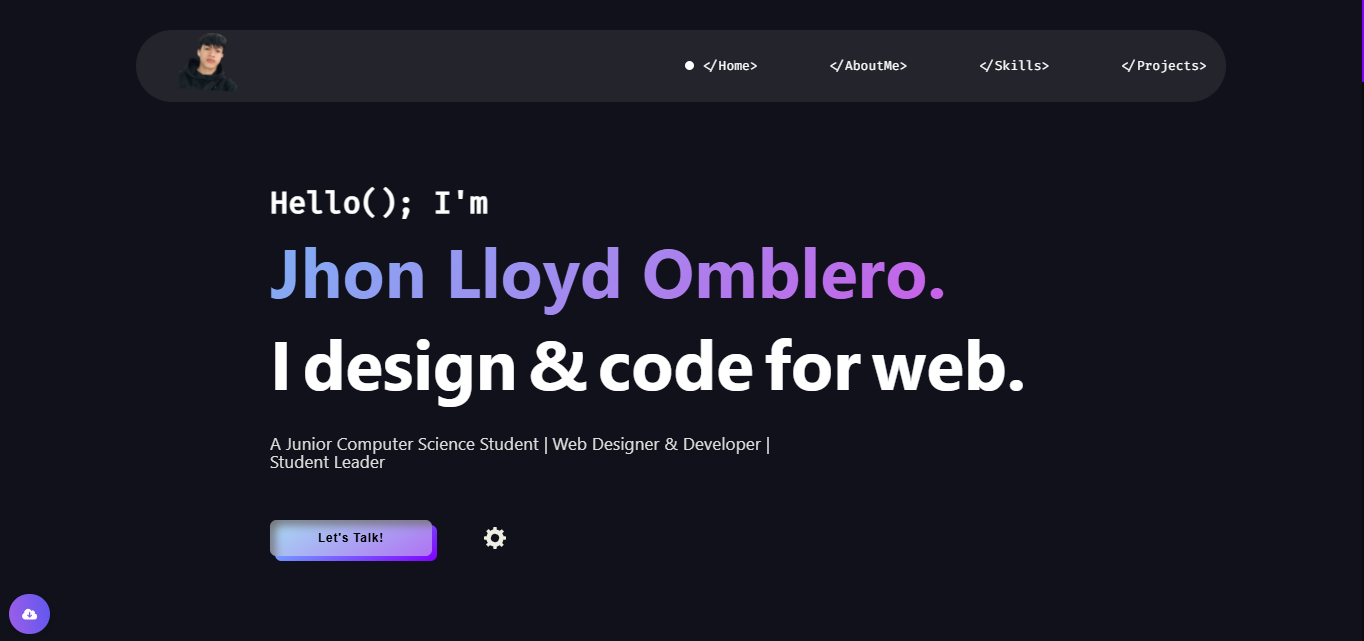 </Home>
</AboutMe>
</Skills>
</Projects>
Hello(); I'm
Jhon Lloyd Omblero.
I design & code for web.
A Junior Computer Science Student | Web Designer & Developer |
Student Leader
Let's Talk!